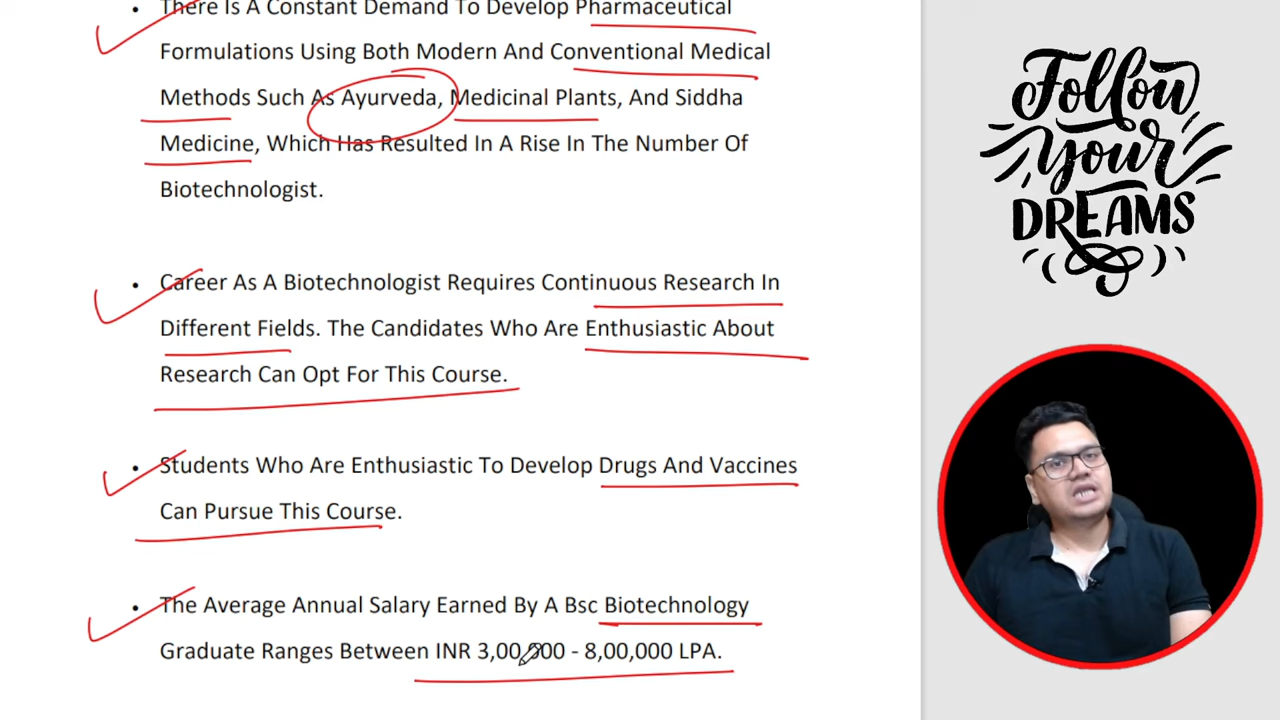 There Is A Constant Demand To Develop Pharmaceutical
Formulations Using Both Modern And Conventional Medical
Methods Such As Ayurveda, Medicinal Plants, And Siddha
Medicine, Which Has Resulted In A Rise In The Number Of
Biotechnologist.
• Career As A Biotechnologist Requires Continuous Research In
Different Fields. The Candidates Who Are Enthusiastic About
Research Can Opt For This Course.
• Students Who Are Enthusiastic To Develop Drugs And Vaccines
Can Pursue This Course.
• The Average Annual Salary Earned By A Bsc Biotechnology
Graduate Ranges Between INR 3,00,000 - 8,00,000 LPA.
Follow
Your
DREAMS